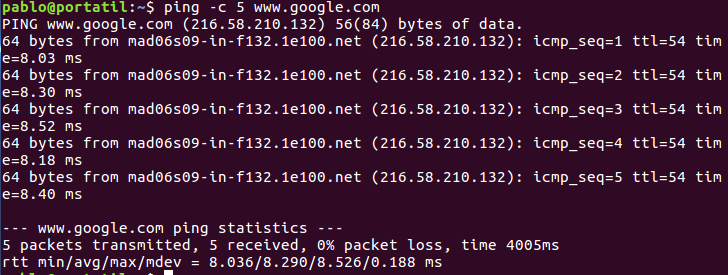 pablo@portatil:~$ ping -c 5 www.google.com
PING www.google.com (216.58.210.132) 56(84) bytes of data.
64 bytes from mad06s09-in-f132.1e100.net (216.58.210.132): icmp_seq=1 ttl=54 tim
e=8.03 ms
64 bytes from mad06s09-in-f132.1e100.net (216.58.210.132): icmp_seq=2 ttl=54 tim
e=8.30 ms
64 bytes from mad06s09-in-f132.1e100.net (216.58.210.132): icmp_seq=3 ttl=54 tim
e=8.52 ms
64 bytes from mad06s09-in-f132.1e100.net (216.58.210.132): icmp_seq=4 ttl=54 tim
e=8.18 ms
64 bytes from mad06s09-in-f132.1e100.net (216.58.210.132): icmp_seq=5 ttl=54 tim
e=8.40 ms
--- www.google.com ping statistics ---
5 packets transmitted, 5 received, 0% packet loss, time 4005ms
rtt min/avg/max/mdev = 8.036/8.290/8.526/0.188 ms
pablo@portatil:~$